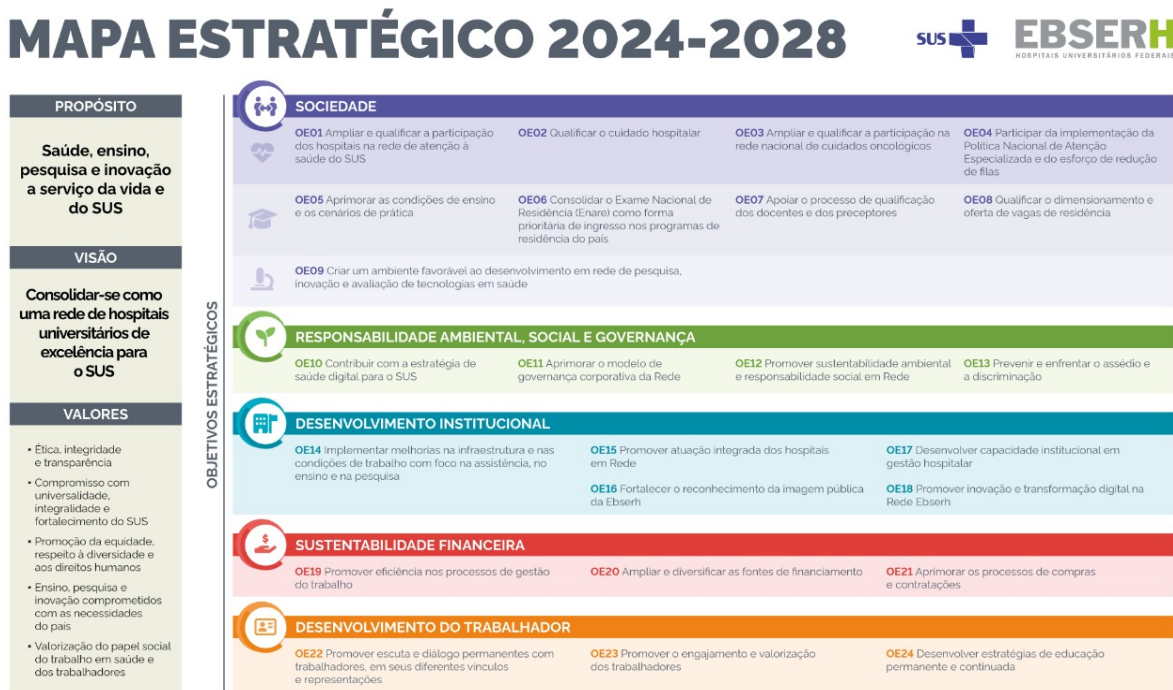 MAPA ESTRATÉGICO 2024-2028
SUS
EBSERH
HOSPITAIS UNIVERSITÁRIOS FEDERAIS
PROPÓSITO
Saúde, ensino,
pesquisa e inovação
a serviço da vida e
do SUS
VISÃO
Consolidar-se como
uma rede de hospitais
universitários de
excelência para
o SUS
VALORES
▪ Ética, integridade
e transparência
▪ Compromisso com
universalidade,
integralidade e
fortalecimento do SUS
▪ Promoção da equidade,
respeito à diversidade e
aos direitos humanos
▪ Ensino, pesquisa e
inovação comprometidos
com as necessidades
do país
▪ Valorização do papel social
do trabalho em saúde e
dos trabalhadores
OBJETIVOS ESTRATÉGICOS
SOCIEDADE
OE01 Ampliar e qualificar a participação
dos hospitais na rede de atenção à
saúde do SUS
OE02 Qualificar o cuidado hospitalar
OE03 Ampliar e qualificar a participação na
rede nacional de cuidados oncológicos
OE04 Participar da implementação da
Política Nacional de Atenção
Especializada e do esforço de redução
de filas
OE05 Aprimorar as condições de ensino
e os cenários de prática
OE06 Consolidar o Exame Nacional de
Residência (Enare) como forma
prioritária de ingresso nos programas de
residência do país
OE07 Apoiar o processo de qualificação
dos docentes e dos preceptores
OE08 Qualificar o dimensionamento e
oferta de vagas de residência
OE09 Criar um ambiente favorável ao desenvolvimento em rede de pesquisa,
inovação e avaliação de tecnologias em saúde
RESPONSABILIDADE AMBIENTAL, SOCIAL E GOVERNANÇA
OE10 Contribuir com a estratégia de
saúde digital para o SUS
OE11 Aprimorar o modelo de
governança corporativa da Rede
OE12 Promover sustentabilidade ambiental
e responsabilidade social em Rede
OE13 Prevenir e enfrentar o assédio e
a discriminação
DESENVOLVIMENTO INSTITUCIONAL
OE14 Implementar melhorias na infraestrutura e nas
condições de trabalho com foco na assistência, no
ensino e na pesquisa
OE15 Promover atuação integrada dos hospitais
em Rede
OE16 Fortalecer o reconhecimento da imagem pública
da Ebserh
OE17 Desenvolver capacidade institucional em
gestão hospitalar
OE18 Promover inovação e transformação digital na
Rede Ebserh
SUSTENTABILIDADE FINANCEIRA
OE19 Promover eficiência nos processos de gestão
do trabalho
OE20 Ampliar e diversificar as fontes de financiamento
OE21 Aprimorar os processos de compras
e contratações
DESENVOLVIMENTO DO TRABALHADOR
OE22 Promover escuta e diálogo permanentes com
trabalhadores, em seus diferentes vínculos
e representações
OE23 Promover o engajamento e valorização
dos trabalhadores
OE24 Desenvolver estratégias de educação
permanente e continuada